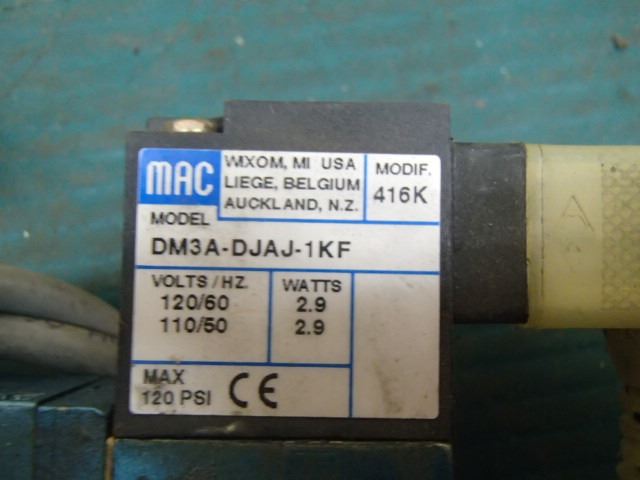 MAC
WIXOM, MI USA
LIEGE, BELGIUM
AUCKLAND, N.Z.
MODIF.
416K
MODEL
DM3A-DJAJ-1KF
VOLTS/HZ. WATTS
120/60 2.9
110/50 2.9
MAX
120 PSI CE
A